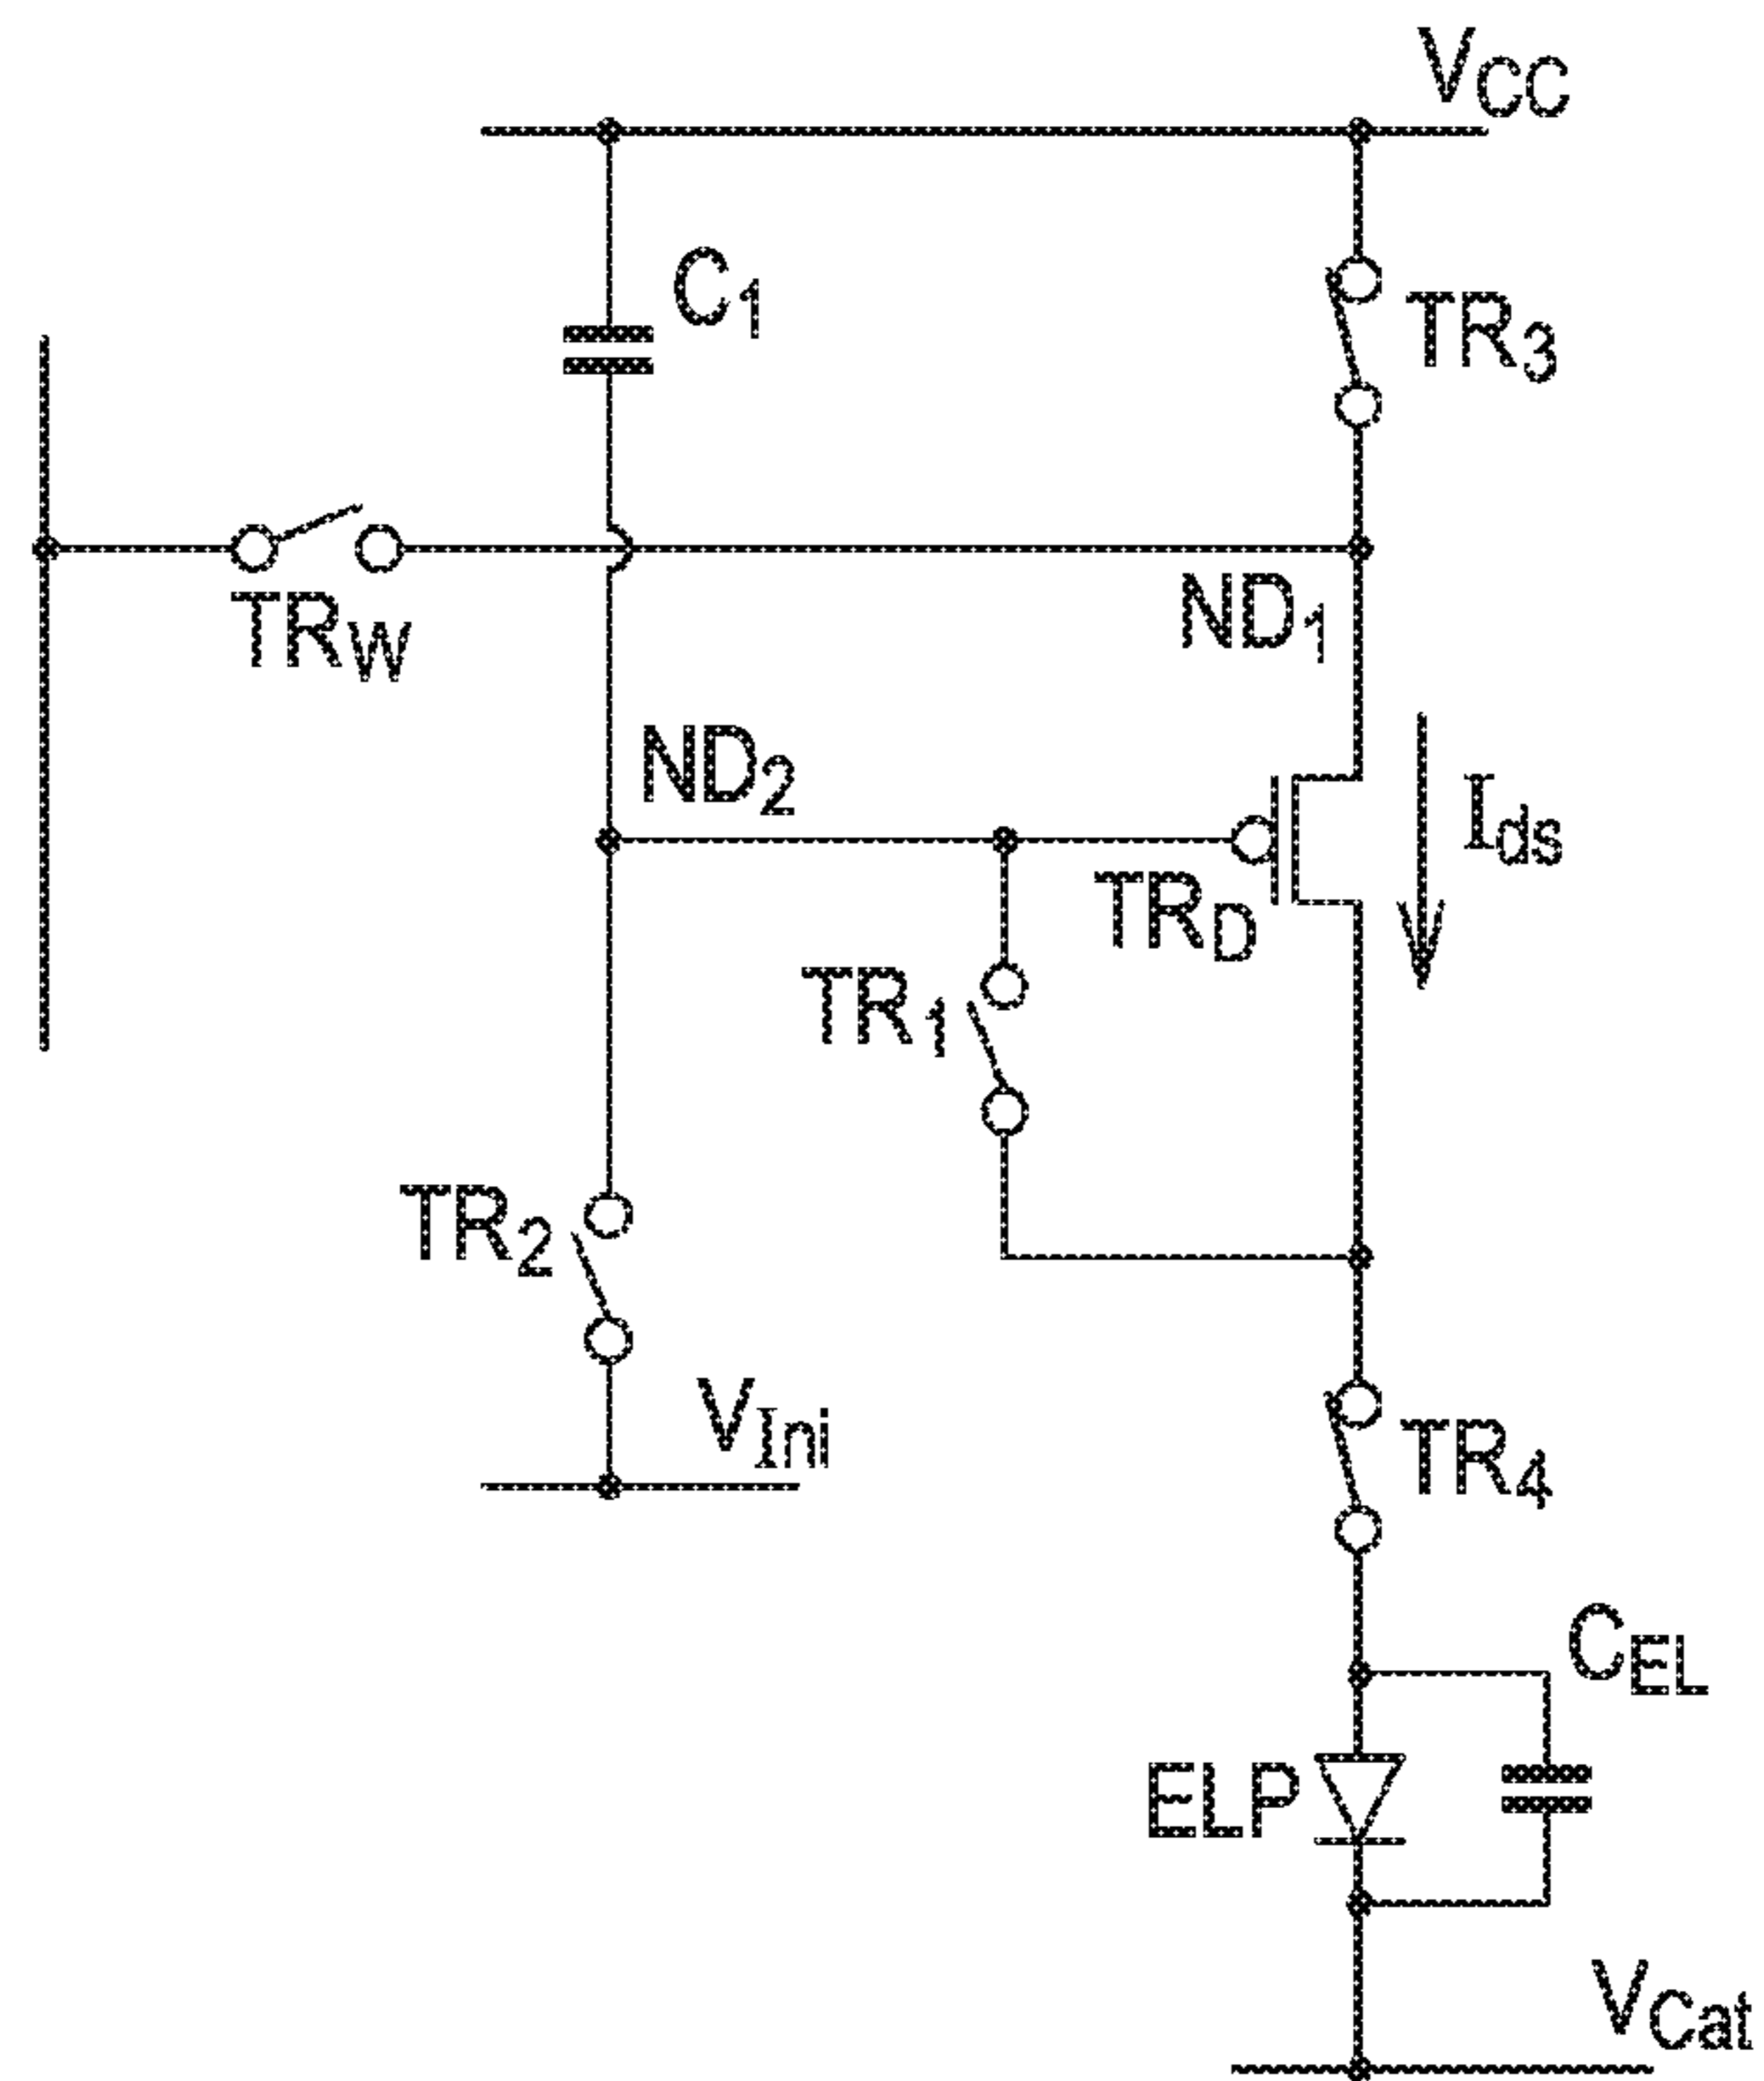 VCC
C1
TR3
TRW
ND1
ND2
Ids
TRD
TR1
TR2
VIni
TR4
CEL
ELP
VCat